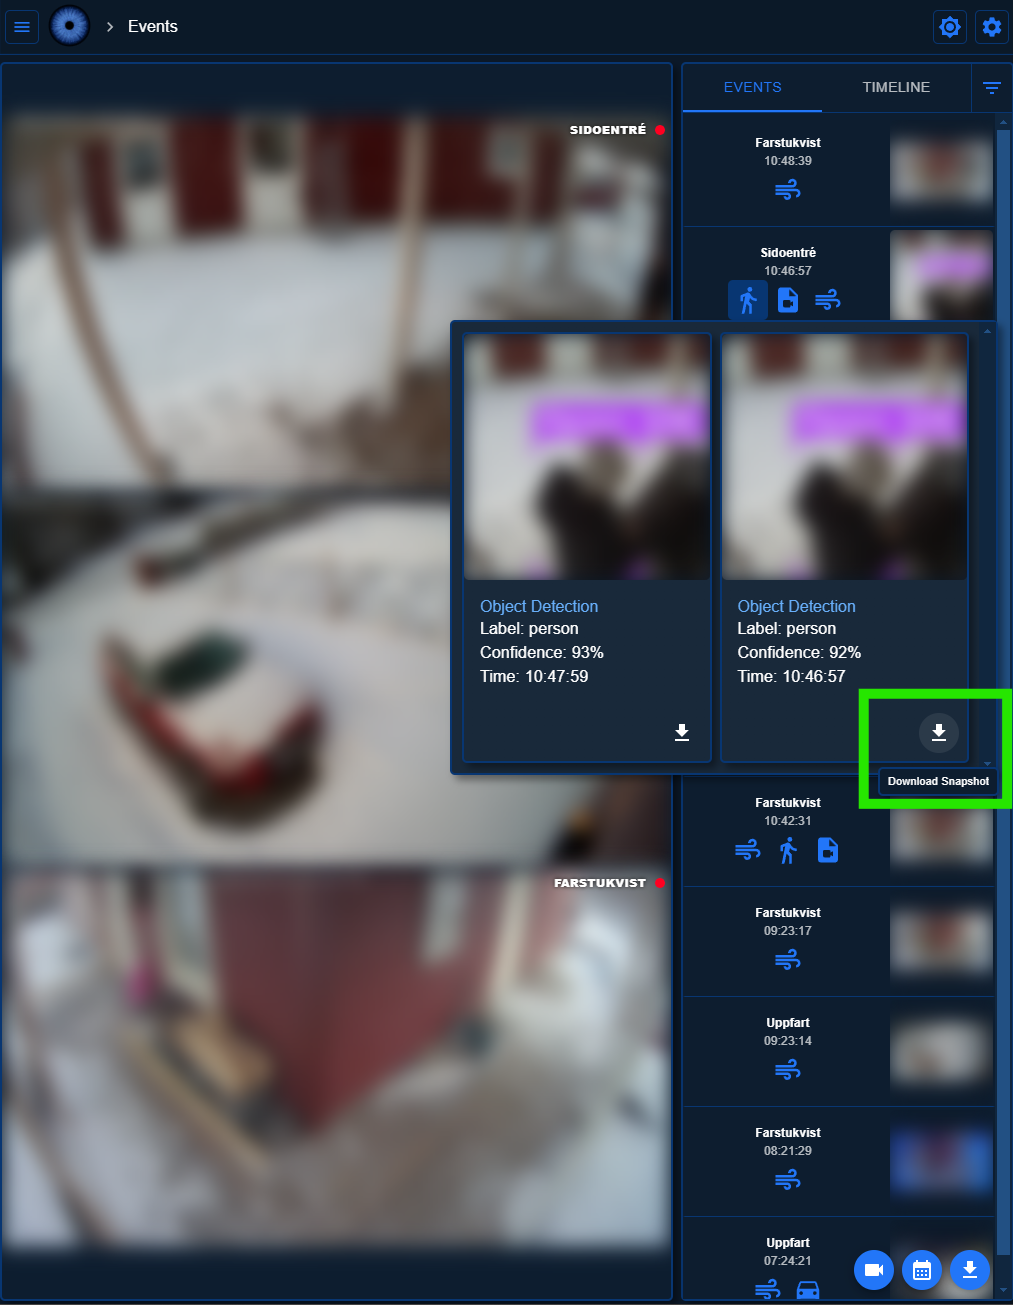 Events
SIDOENTRÉ
FARSTUKVIST
EVENTS
TIMELINE
Farstukvist
10:48:39
Sidoentré
10:46:57
Object Detection
Label: person
Confidence: 93%
Time: 10:47:59
Object Detection
Label: person
Confidence: 92%
Time: 10:46:57
Download Snapshot
Farstukvist
10:42:31
Farstukvist
09:23:17
Uppfart
09:23:14
Farstukvist
08:21:29
Uppfart
07:24:21